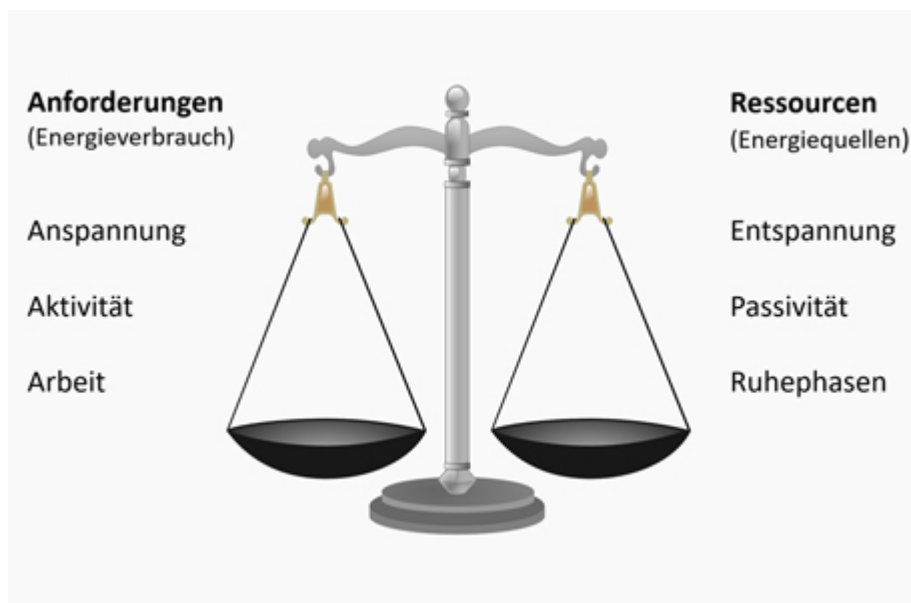 Anforderungen
(Energieverbrauch)
Anspannung
Aktivität
Arbeit
Ressourcen
(Energiequellen)
Entspannung
Passivität
Ruhephasen